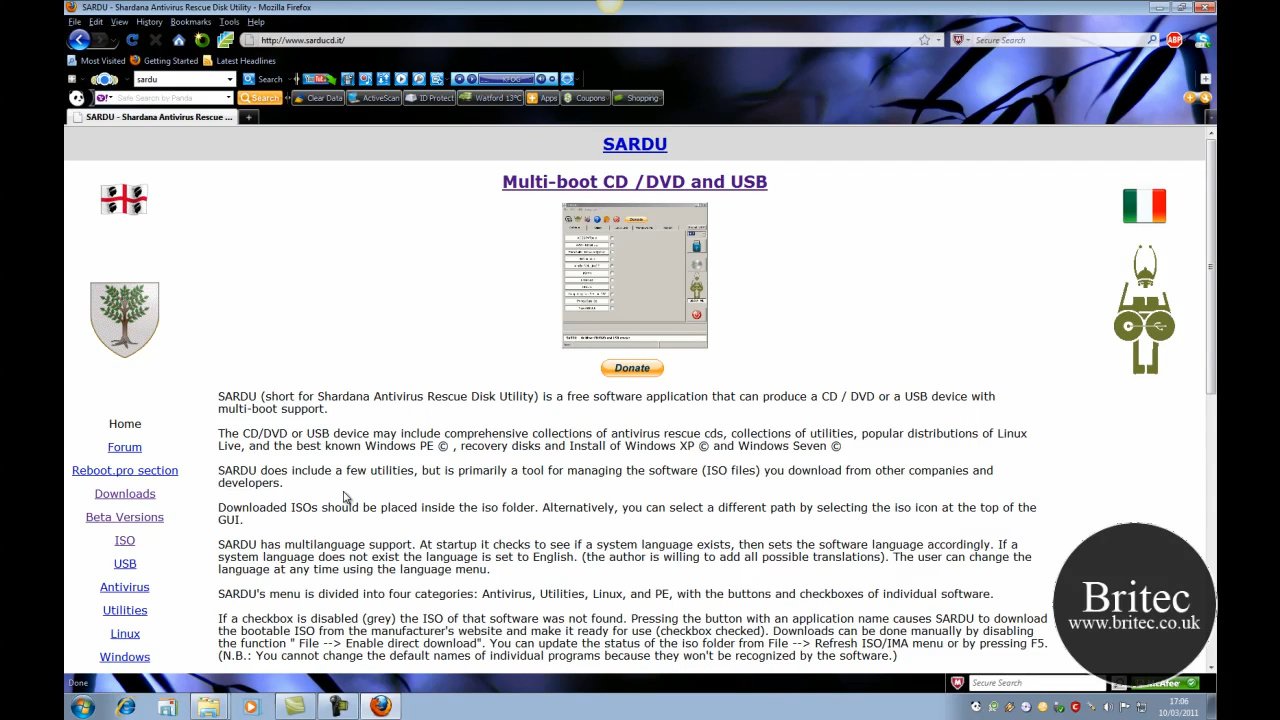 SARDU - Shardana Antivirus Rescue Disk Utility - Mozilla Firefox
File Edit View History Bookmarks Tools Help
http://www.sarducd.it/
Secure Search
ABP
Most Visited Getting Started Latest Headlines
sardu Search
Safe Search by Panda Search Clear Data ActiveScan ID Protect Watford 13°C Apps Coupons Shopping
SARDU - Shardana Antivirus Rescue ...
SARDU
Multi-boot CD /DVD and USB
Donate
SARDU (short for Shardana Antivirus Rescue Disk Utility) is a free software application that can produce a CD / DVD or a USB device with
multi-boot support.
The CD/DVD or USB device may include comprehensive collections of antivirus rescue cds, collections of utilities, popular distributions of Linux
Live, and the best known Windows PE © , recovery disks and Install of Windows XP © and Windows Seven ©
SARDU does include a few utilities, but is primarily a tool for managing the software (ISO files) you download from other companies and
developers.
Downloaded ISOs should be placed inside the iso folder. Alternatively, you can select a different path by selecting the iso icon at the top of the
GUI.
SARDU has multilanguage support. At startup it checks to see if a system language exists, then sets the software language accordingly. If a
system language does not exist the language is set to English. (the author is willing to add all possible translations). The user can change the
language at any time using the language menu.
SARDU's menu is divided into four categories: Antivirus, Utilities, Linux, and PE, with the buttons and checkboxes of individual software.
If a checkbox is disabled (grey) the ISO of that software was not found. Pressing the button with an application name causes SARDU to download
the bootable ISO from the manufacturer's website and make it ready for use (checkbox checked). Downloads can be done manually by disabling
the function " File --> Enable direct download". You can update the status of the iso folder from File --> Refresh ISO/IMA menu or by pressing F5.
(N.B.: You cannot change the default names of individual programs because they won't be recognized by the software.)
Home
Forum
Reboot.pro section
Downloads
Beta Versions
ISO
USB
Antivirus
Utilities
Linux
Windows
Britec
www.britec.co.uk
Done
Secure Search
17:06
10/03/2011